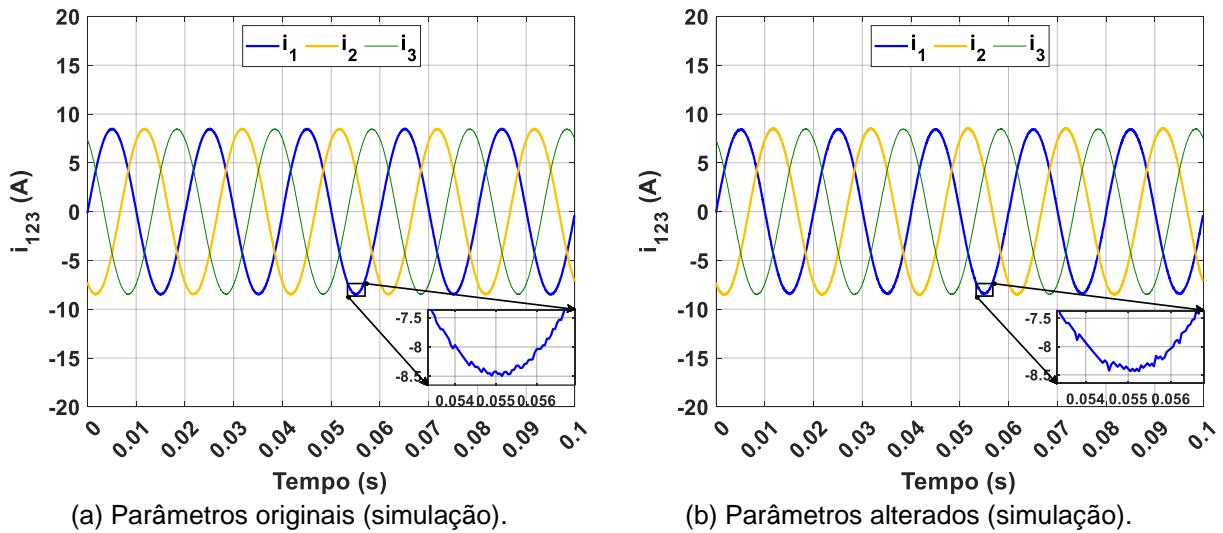 20
15
10
5
0
-5
-10
-15
-20
i123 (A)
i1 i2 i3
-7.5
-8
-8.5
0.054 0.055 0.056
0 0.01 0.02 0.03 0.04 0.05 0.06 0.07 0.08 0.09 0.1
Tempo (s)
(a) Parâmetros originais (simulação).
20
15
10
5
0
-5
-10
-15
-20
i123 (A)
i1 i2 i3
-7.5
-8
-8.5
0.054 0.055 0.056
0 0.01 0.02 0.03 0.04 0.05 0.06 0.07 0.08 0.09 0.1
Tempo (s)
(b) Parâmetros alterados (simulação).